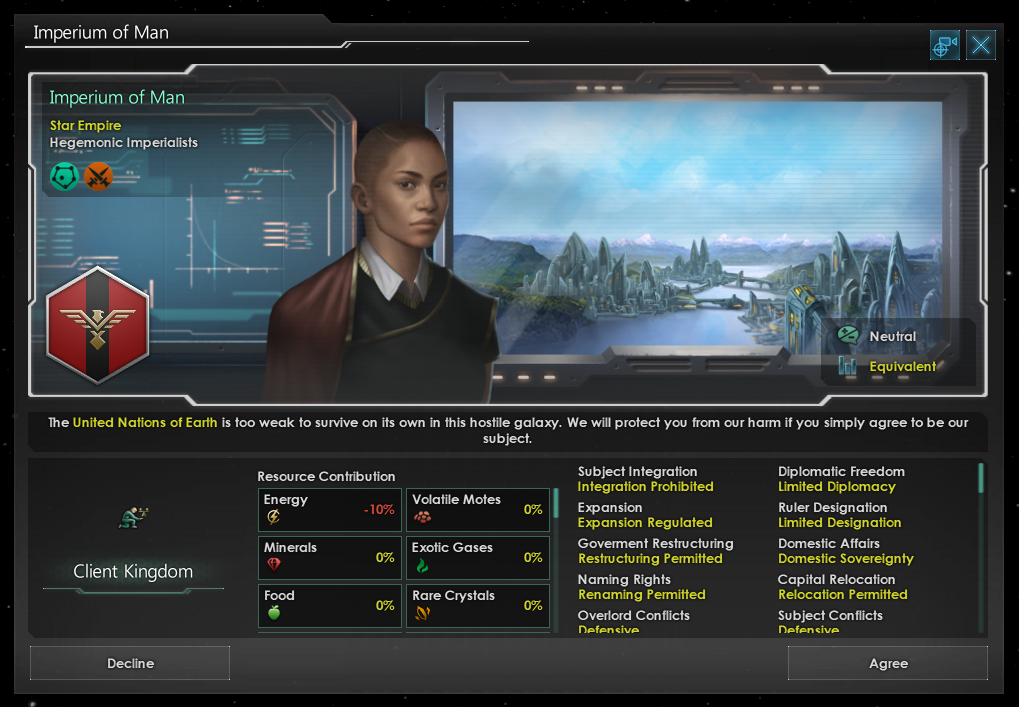 Imperium of Man
Imperium of Man
Star Empire
Hegemonic Imperialists
Neutral
Equivalent
The United Nations of Earth is too weak to survive on its own in this hostile galaxy. We will protect you from our harm if you simply agree to be our
subject.
Client Kingdom
Resource Contribution
Energy
-10%
Volatile Motes
0%
Minerals
0%
Exotic Gases
0%
Food
0%
Rare Crystals
0%
Subject Integration
Integration Prohibited
Expansion
Expansion Regulated
Goverment Restructuring
Restructuring Permitted
Naming Rights
Renaming Permitted
Overlord Conflicts
Defensive
Diplomatic Freedom
Limited Diplomacy
Ruler Designation
Limited Designation
Domestic Affairs
Domestic Sovereignty
Capital Relocation
Relocation Permitted
Subject Conflicts
Defensive
Decline
Agree